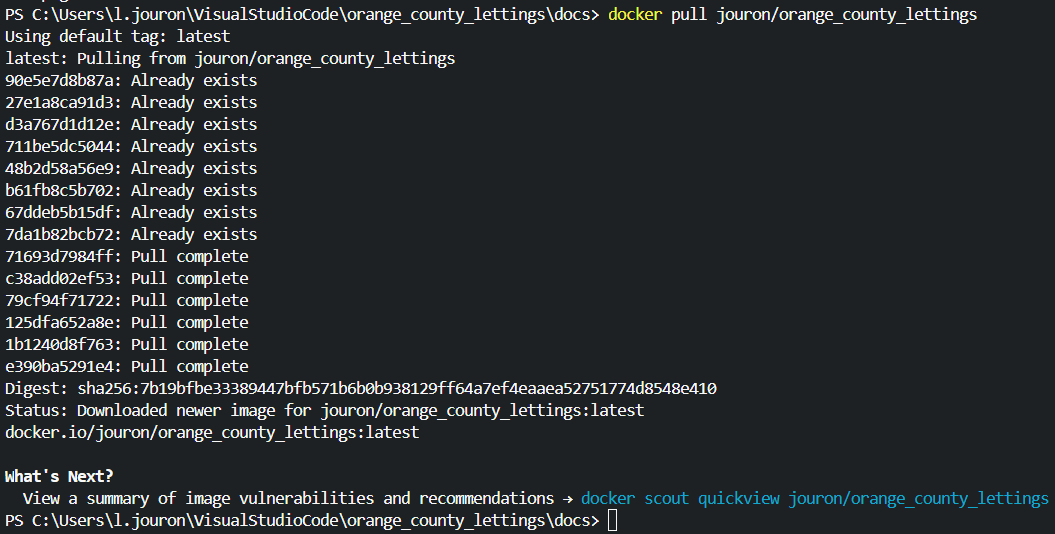 PS C:\Users\l.jouron\VisualStudioCode\orange_county_lettings\docs> docker pull jouron/orange_county_lettings
Using default tag: latest
latest: Pulling from jouron/orange_county_lettings
90e5e7d8b87a: Already exists
27e1a8ca91d3: Already exists
d3a767d1d12e: Already exists
711be5dc5044: Already exists
48b2d58a56e9: Already exists
b61fb8c5b702: Already exists
67ddeb5b15df: Already exists
7da1b82bcb72: Already exists
71693d7984ff: Pull complete
c38add02ef53: Pull complete
79cf94f71722: Pull complete
125dfa652a8e: Pull complete
1b1240d8f763: Pull complete
e390ba5291e4: Pull complete
Digest: sha256:7b19bfbe33389447bfb571b6b0b938129ff64a7ef4eaaea52751774d8548e410
Status: Downloaded newer image for jouron/orange_county_lettings:latest
docker.io/jouron/orange_county_lettings:latest
What's Next?
View a summary of image vulnerabilities and recommendations → docker scout quickview jouron/orange_county_lettings
PS C:\Users\l.jouron\VisualStudioCode\orange_county_lettings\docs>